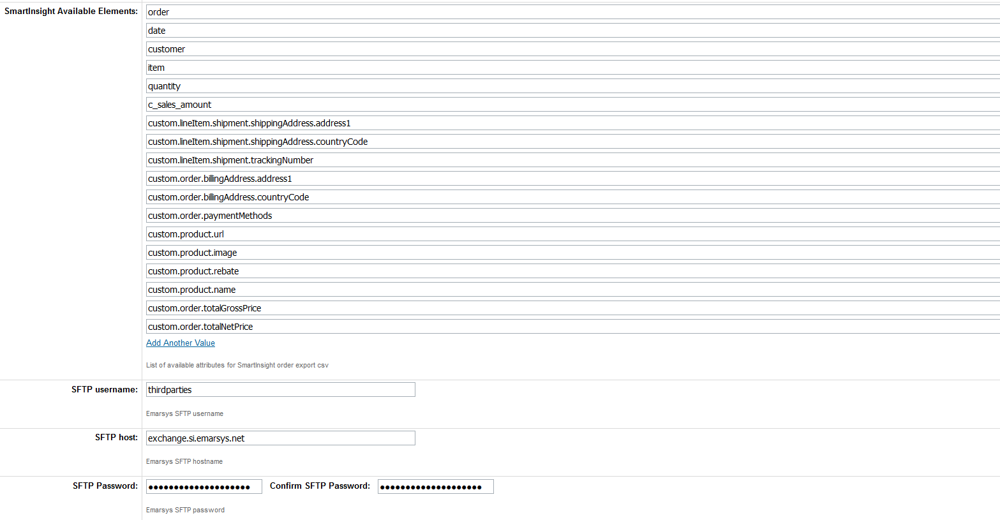 SmartInsight Available Elements: order
date
customer
item
quantity
c_sales_amount
custom.lineItem.shipment.shippingAddress.address1
custom.lineItem.shipment.shippingAddress.countryCode
custom.lineItem.shipment.trackingNumber
custom.order.billingAddress.address1
custom.order.billingAddress.countryCode
custom.order.paymentMethods
custom.product.url
custom.product.image
custom.product.rebate
custom.product.name
custom.order.totalGrossPrice
custom.order.totalNetPrice
Add Another Value
List of available attributes for SmartInsight order export csv
SFTP username: thirdparties
Emarsys SFTP username
SFTP host: exchange.si.emarsys.net
Emarsys SFTP hostname
SFTP Password: ●●●●●●●●●●●●●●●●●●●● Confirm SFTP Password: ●●●●●●●●●●●●●●●●●●●●
Emarsys SFTP password